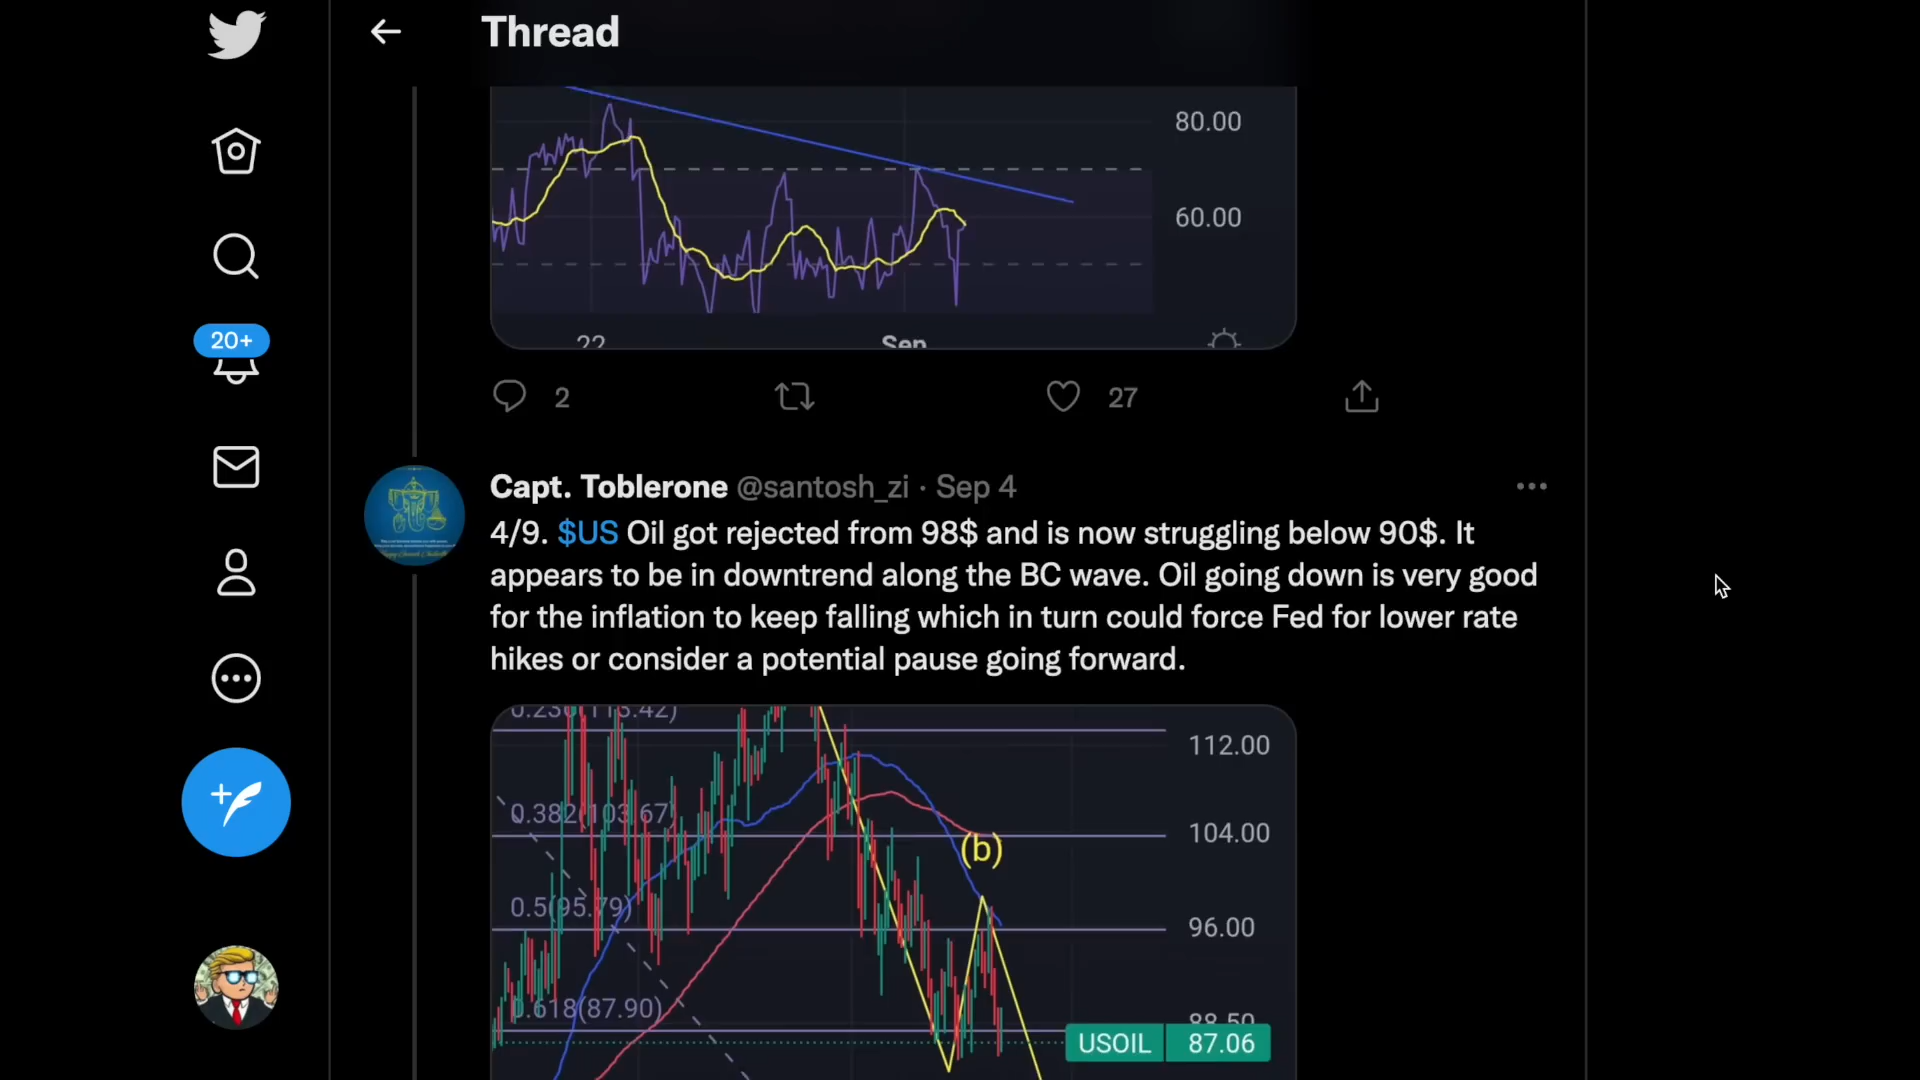 Thread
80.00
60.00
22
Sep
20+
2
27
Capt. Toblerone @santosh_zi · Sep 4
4/9. $US Oil got rejected from 98$ and is now struggling below 90$. It
appears to be in downtrend along the BC wave. Oil going down is very good
for the inflation to keep falling which in turn could force Fed for lower rate
hikes or consider a potential pause going forward.
112.00
0.382(103.67)
104.00
(b)
0.5(95.79)
96.00
0.618(87.90)
88.50
USOIL 87.06